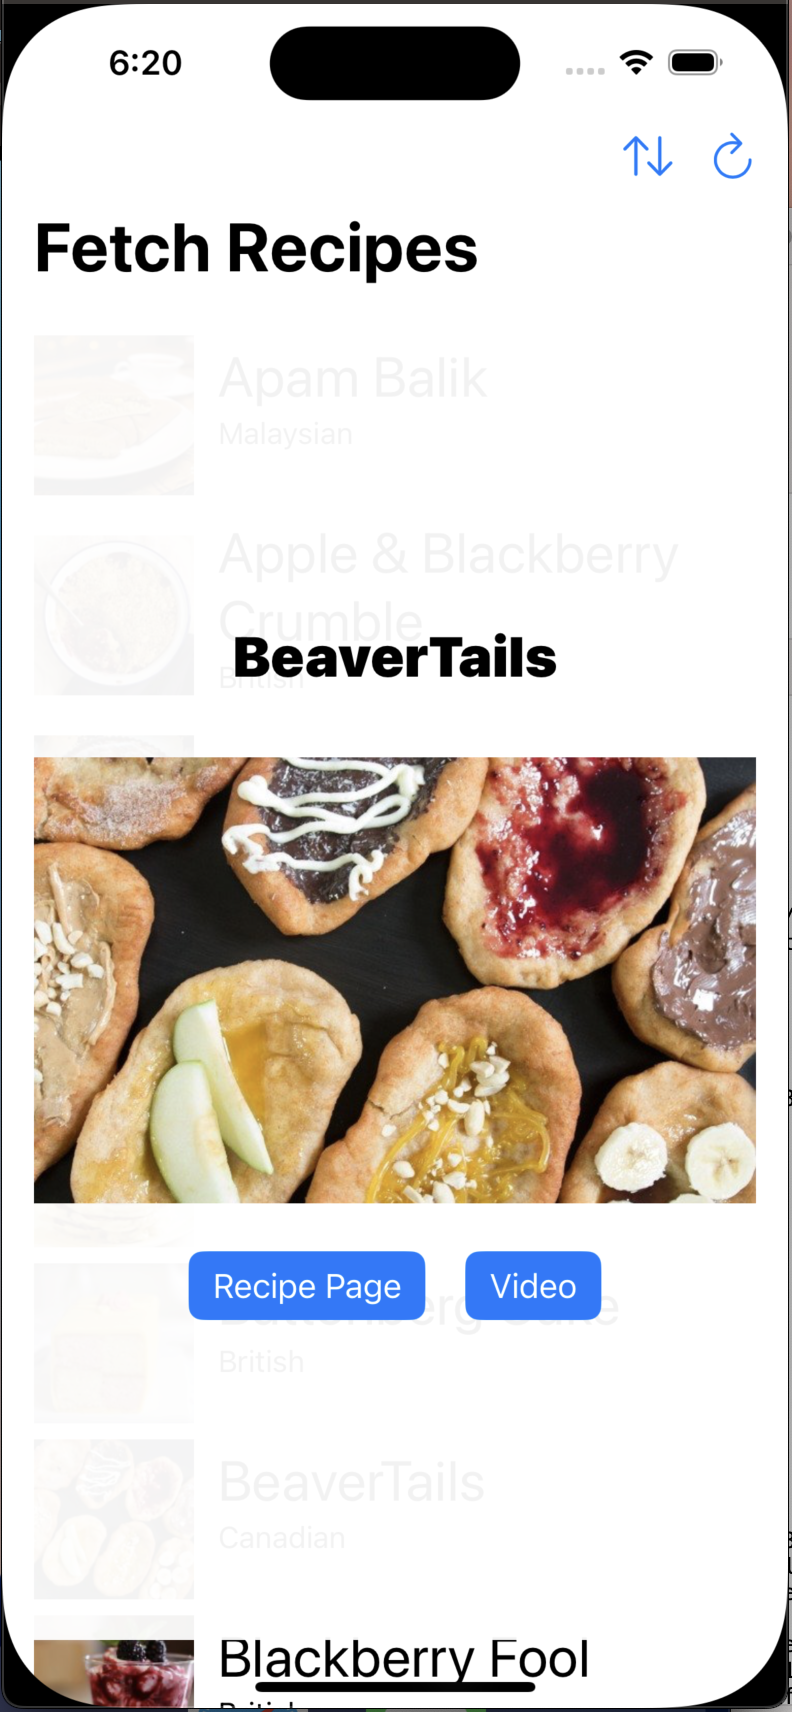 6:20
Fetch Recipes
Apam Balik
Malaysian
Apple & Blackberry
Crumble
British
BeaverTails
Recipe Page
Video
British
BeaverTails
Canadian
Blackberry Fool
British